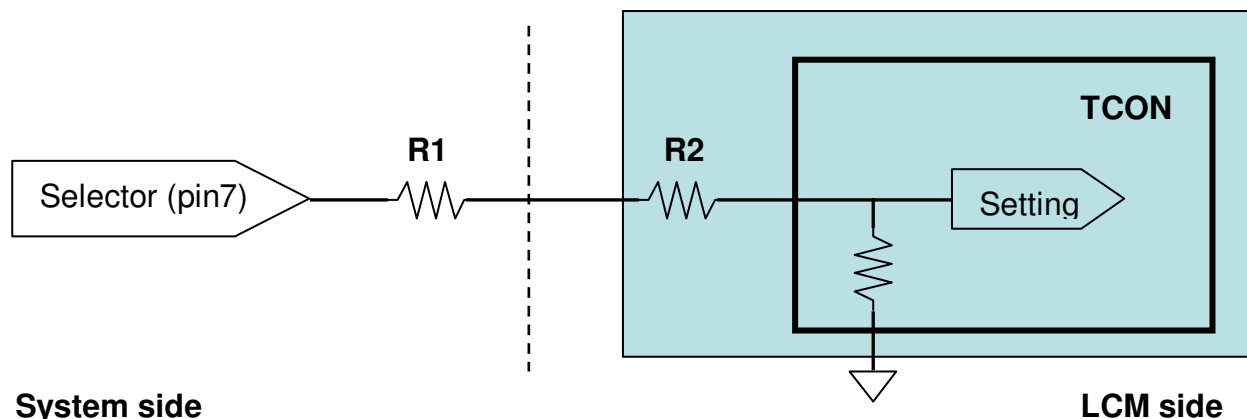 TCON
R1
R2
Selector (pin7)
Setting
System side
LCM side